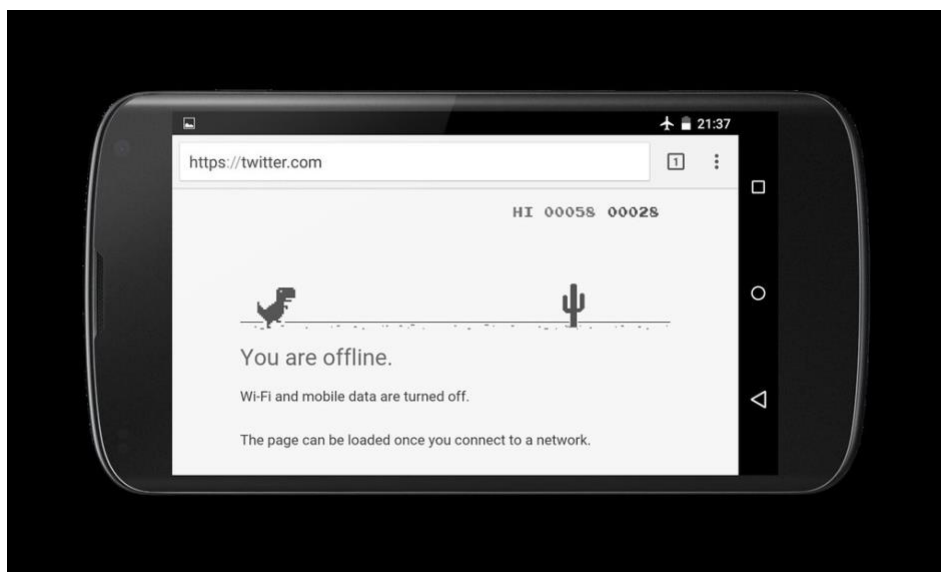 21:37
https://twitter.com
1
HI 00058 00028
You are offline.
Wi-Fi and mobile data are turned off.
The page can be loaded once you connect to a network.